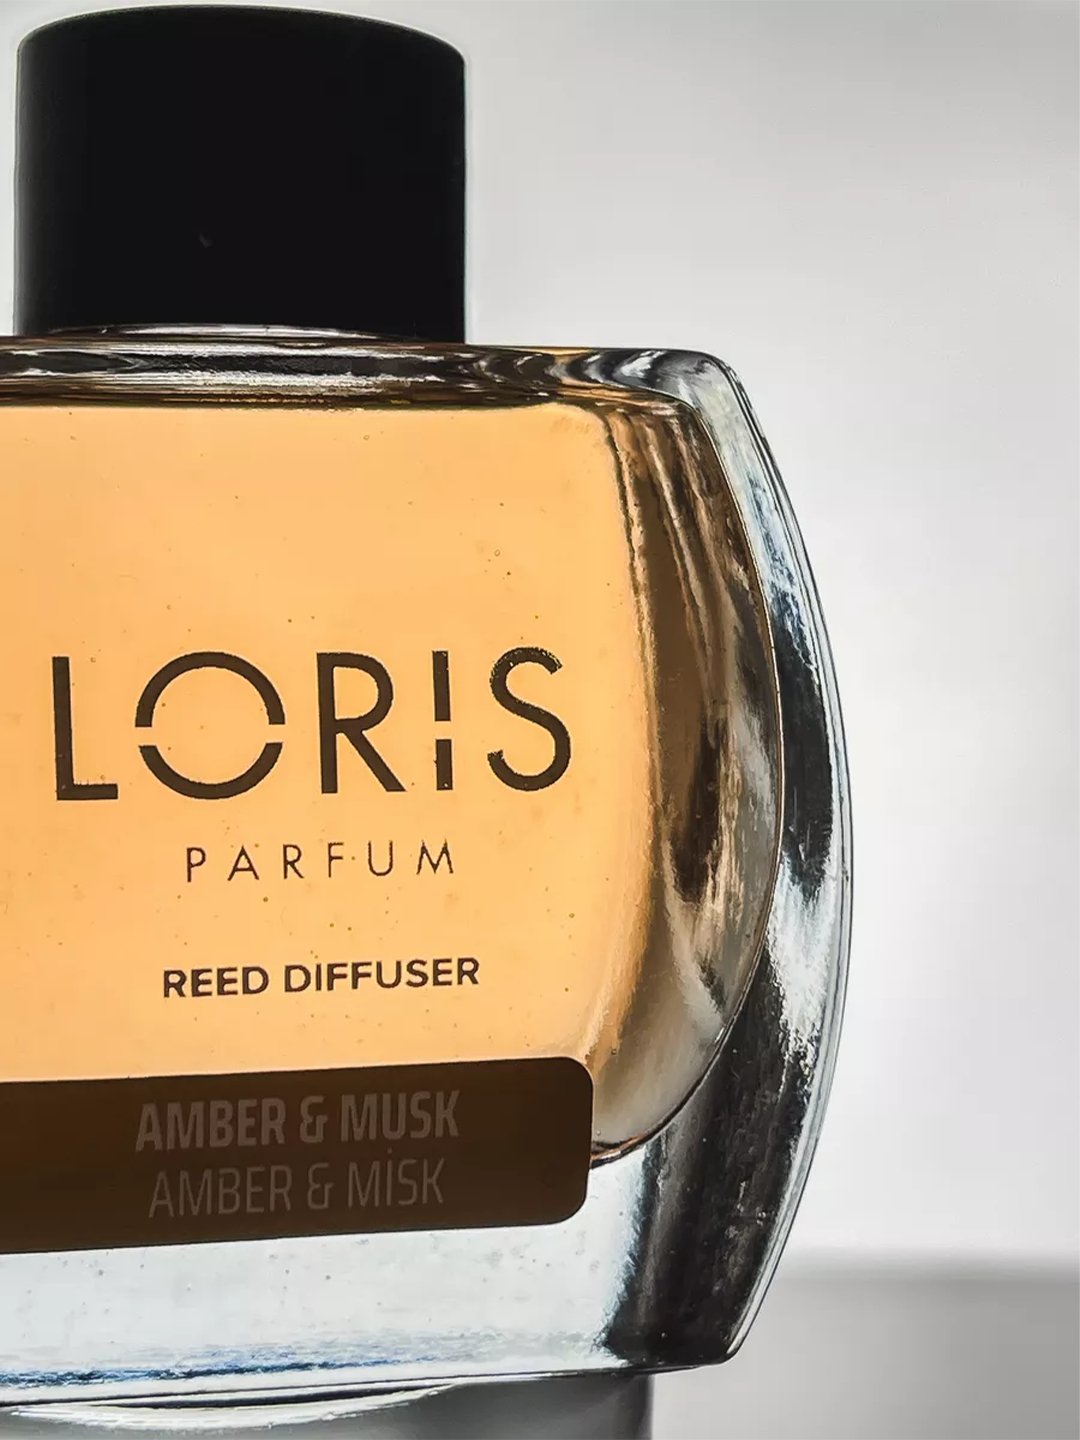 LORIS
PARFUM
REED DIFFUSER
AMBER & MUSK
AMBER & MİSK